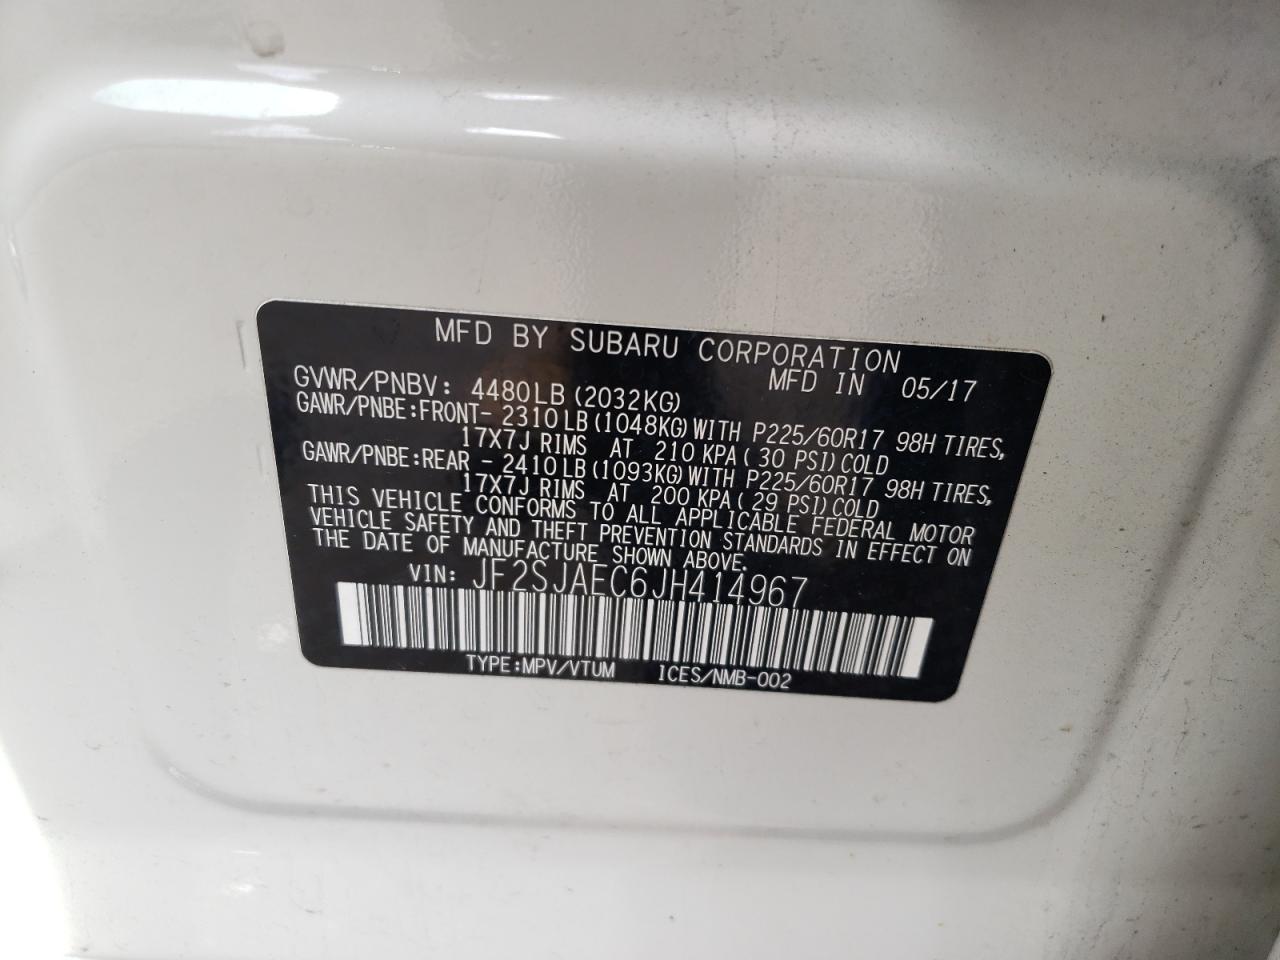 MFD BY SUBARU CORPORATION
MFD IN 05/17
GVWR/PNBV: 4480LB (2032KG)
GAWR/PNBE:FRONT- 2310LB (1048KG) WITH P225/60R17 98H TIRES,
17X7J RIMS AT 210 KPA( 30 PSI) COLD
GAWR/PNBE:REAR - 2410LB (1093KG) WITH P225/60R17 98H TIRES,
17X7J RIMS AT 200 KPA( 29 PSI) COLD
THIS VEHICLE CONFORMS TO ALL APPLICABLE FEDERAL MOTOR
VEHICLE SAFETY AND THEFT PREVENTION STANDARDS IN EFFECT ON
THE DATE OF MANUFACTURE SHOWN ABOVE.
VIN: JF2SJAEC6JH414967
TYPE:MPV/VTUM ICES/NMB-002